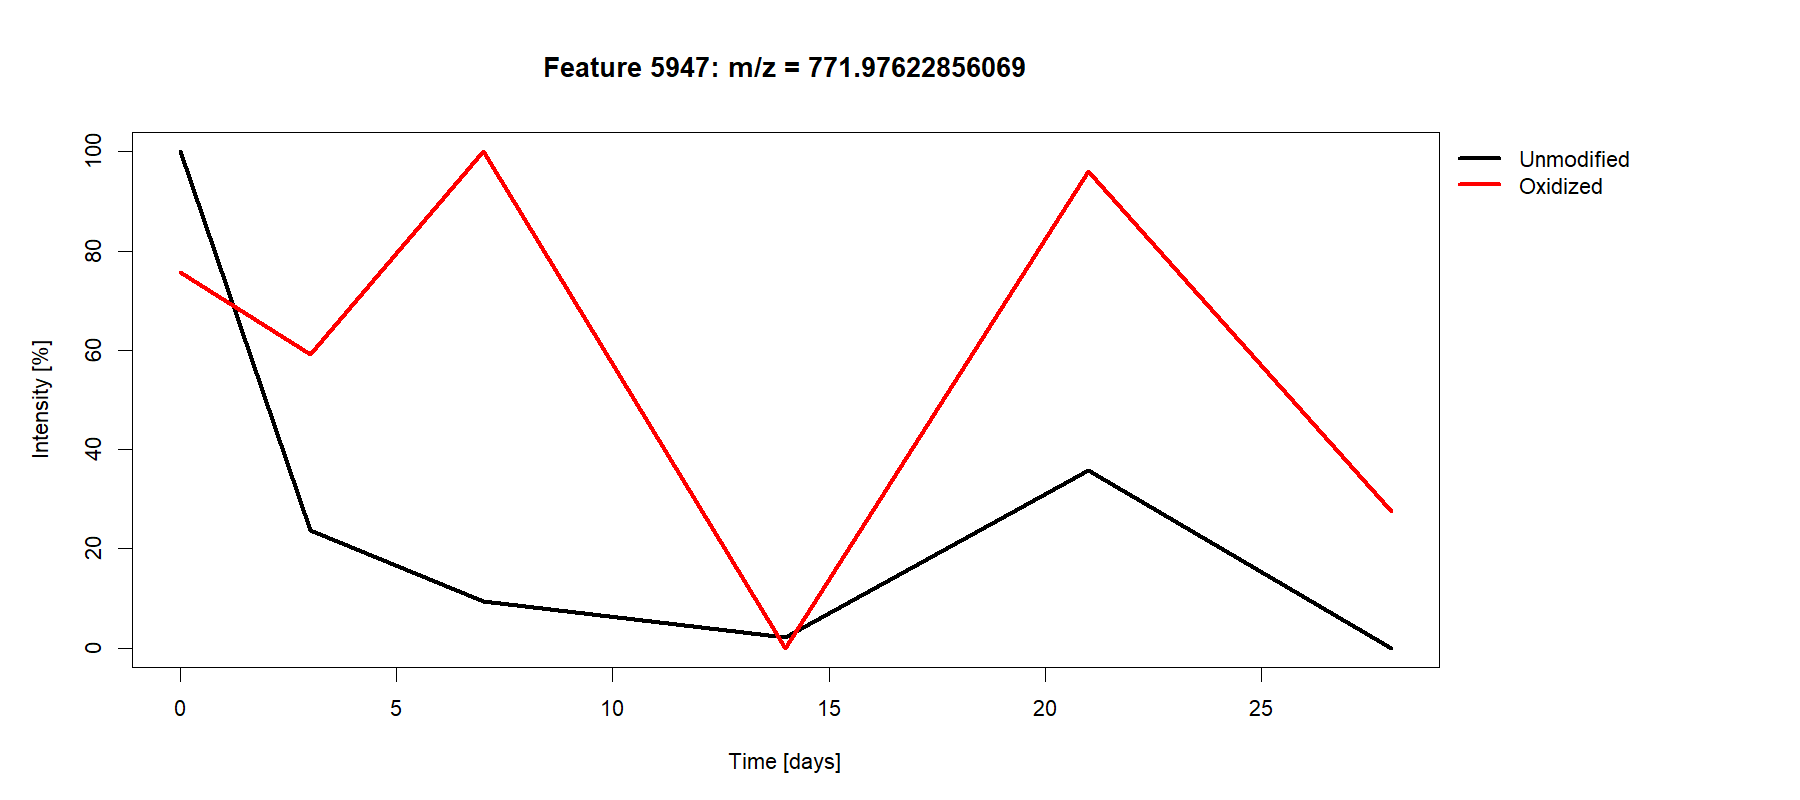 Feature 5947: m/z = 771.97622856069
Unmodified
Oxidized
Intensity [%]
100
80
60
40
20
0
0 5 10 15 20 25
Time [days]